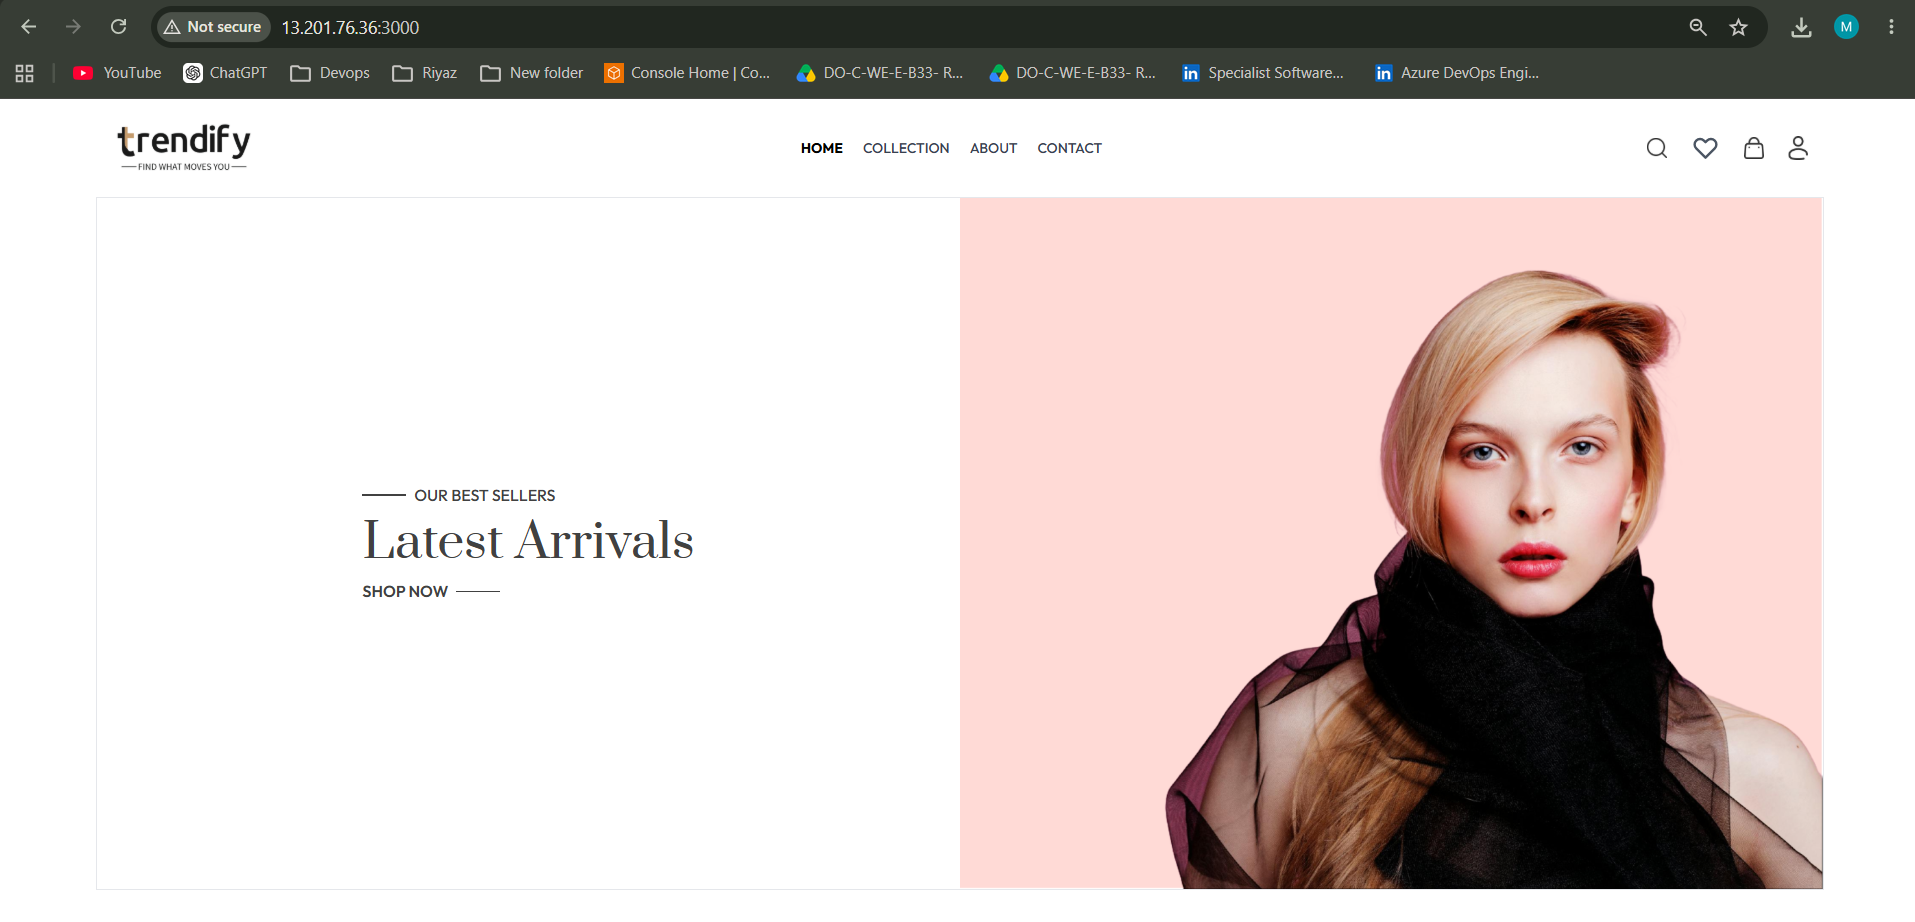 Not secure 13.201.76.36:3000 M
YouTube ChatGPT Devops Riyaz New folder Console Home | Co... DO-C-WE-E-B33- R... DO-C-WE-E-B33- R... in Specialist Software... in Azure DevOps Engi...
trendify
FIND WHAT MOVES YOU
HOME COLLECTION ABOUT CONTACT
OUR BEST SELLERS
Latest Arrivals
SHOP NOW